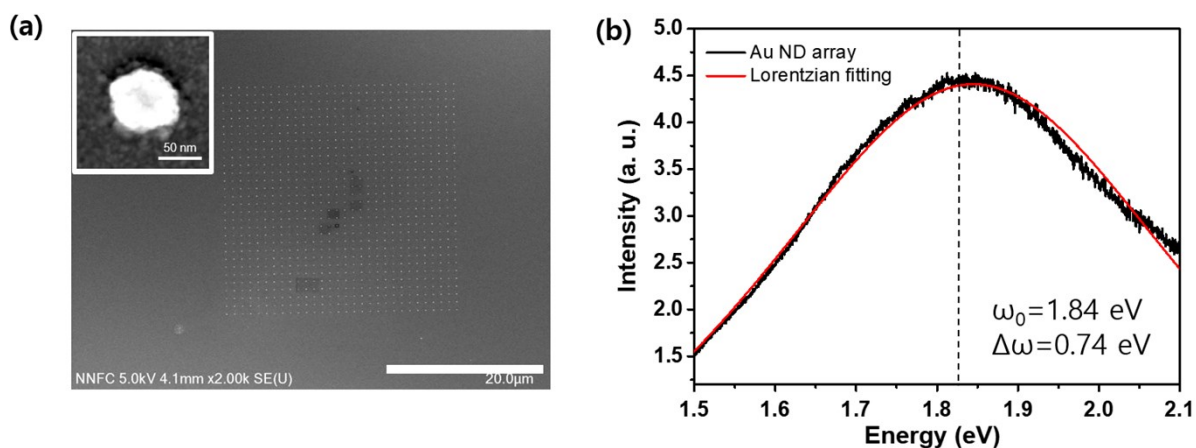 (a)
50 nm
NNFC 5.0kV 4.1mm x2.00k SE(U)
20.0µm
(b)
5.0
4.5
4.0
3.5
3.0
2.5
2.0
1.5
Intensity (a. u.)
Au ND array
Lorentzian fitting
ω₀=1.84 eV
Δω=0.74 eV
1.5 1.6 1.7 1.8 1.9 2.0 2.1
Energy (eV)